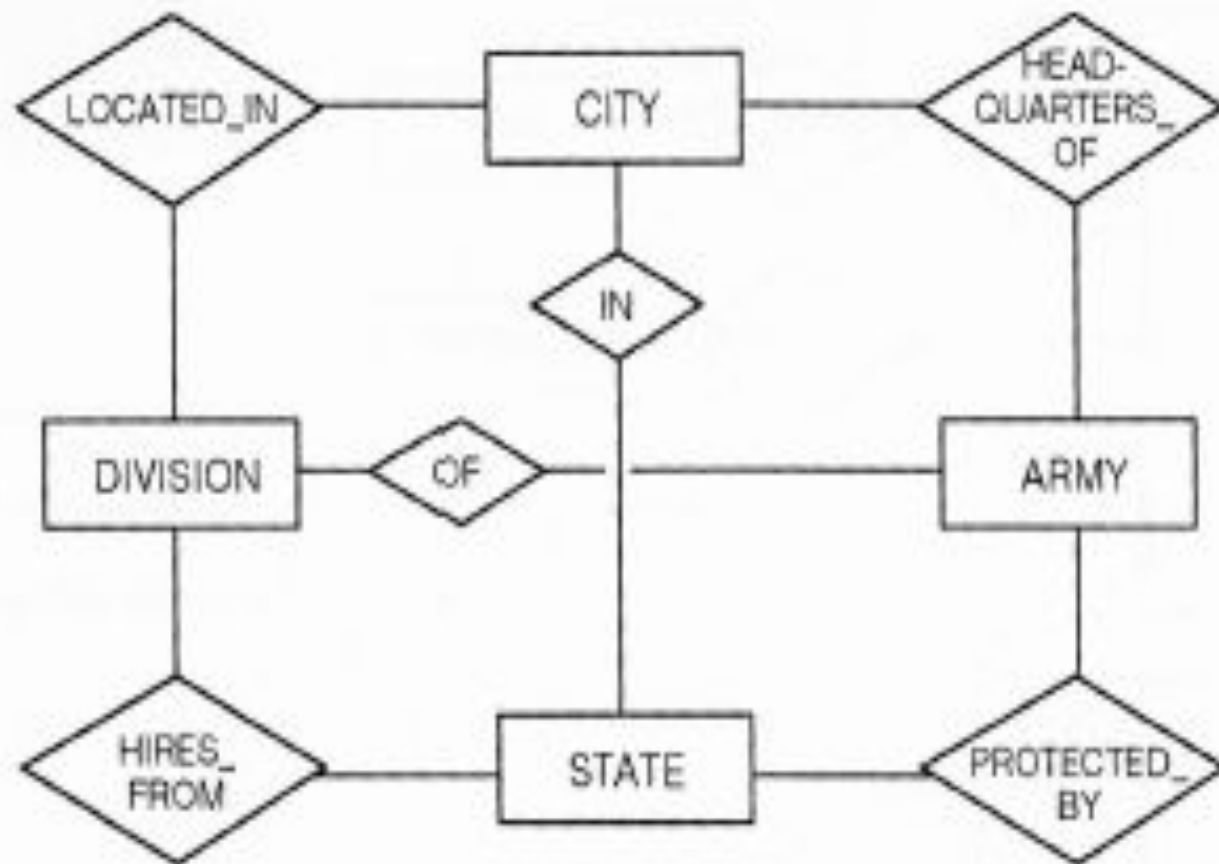 LOCATED_IN
CITY
HEAD-
QUARTERS_
OF
IN
DIVISION
OF
ARMY
HIRES_
FROM
STATE
PROTECTED_
BY